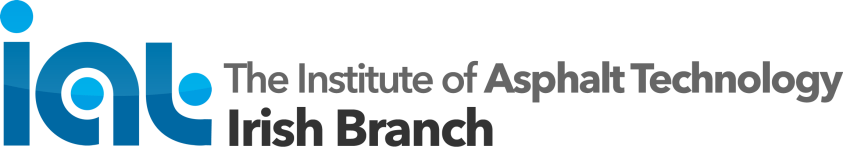 iat
The Institute of Asphalt Technology
Irish Branch